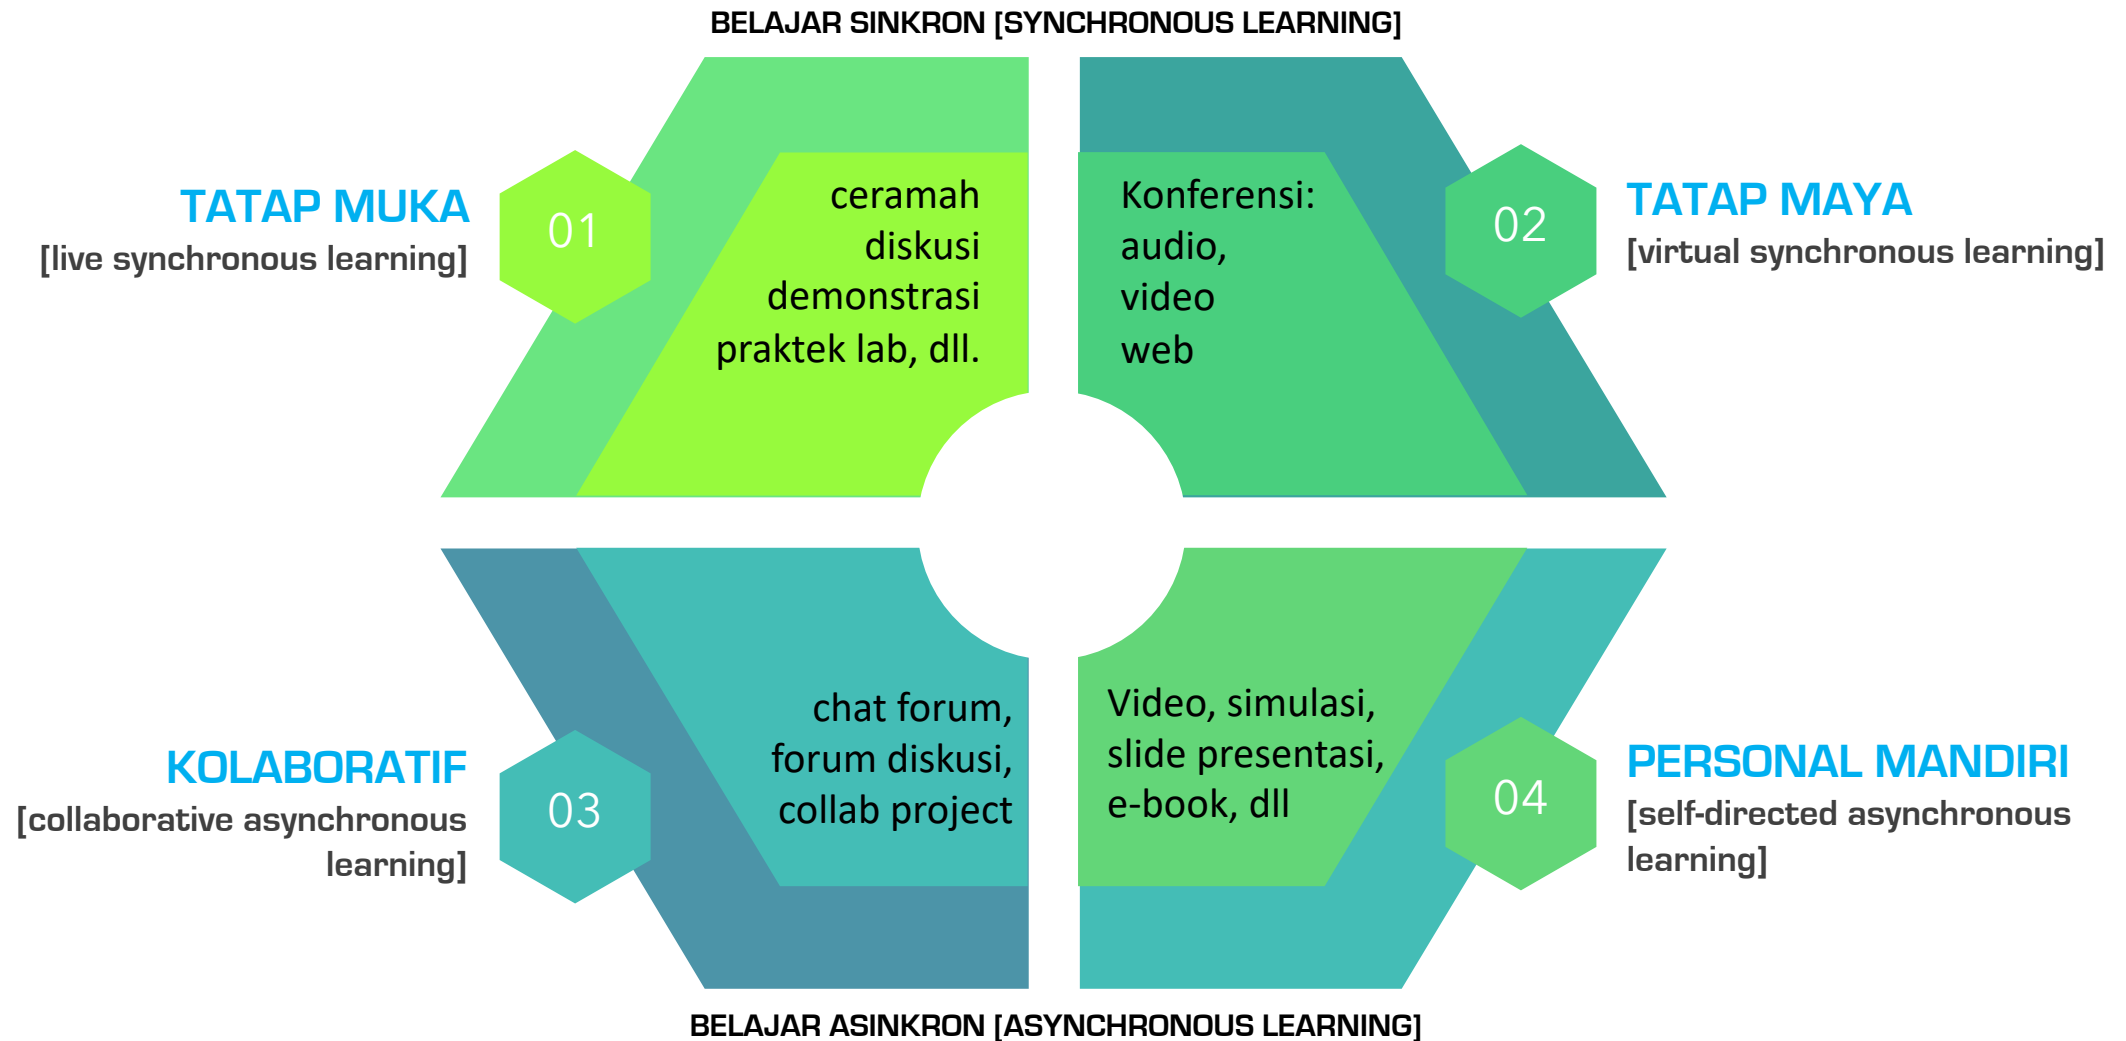 BELAJAR SINKRON [SYNCHRONOUS LEARNING]
TATAP MUKA
[live synchronous learning]
01
ceramah
diskusi
demonstrasi
praktek lab, dll.
Konferensi:
audio,
video
web
02
TATAP MAYA
[virtual synchronous learning]
KOLABORATIF
[collaborative asynchronous
learning]
03
chat forum,
forum diskusi,
collab project
Video, simulasi,
slide presentasi,
e-book, dll
04
PERSONAL MANDIRI
[self-directed asynchronous
learning]
BELAJAR ASINKRON [ASYNCHRONOUS LEARNING]